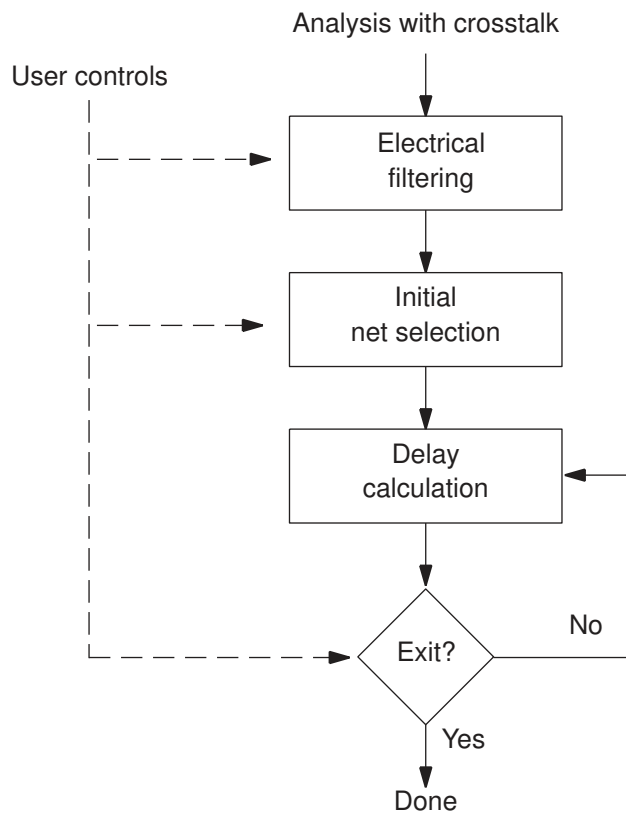 Analysis with crosstalk
User controls
Electrical
filtering
Initial
net selection
Delay
calculation
No
Exit?
Yes
Done